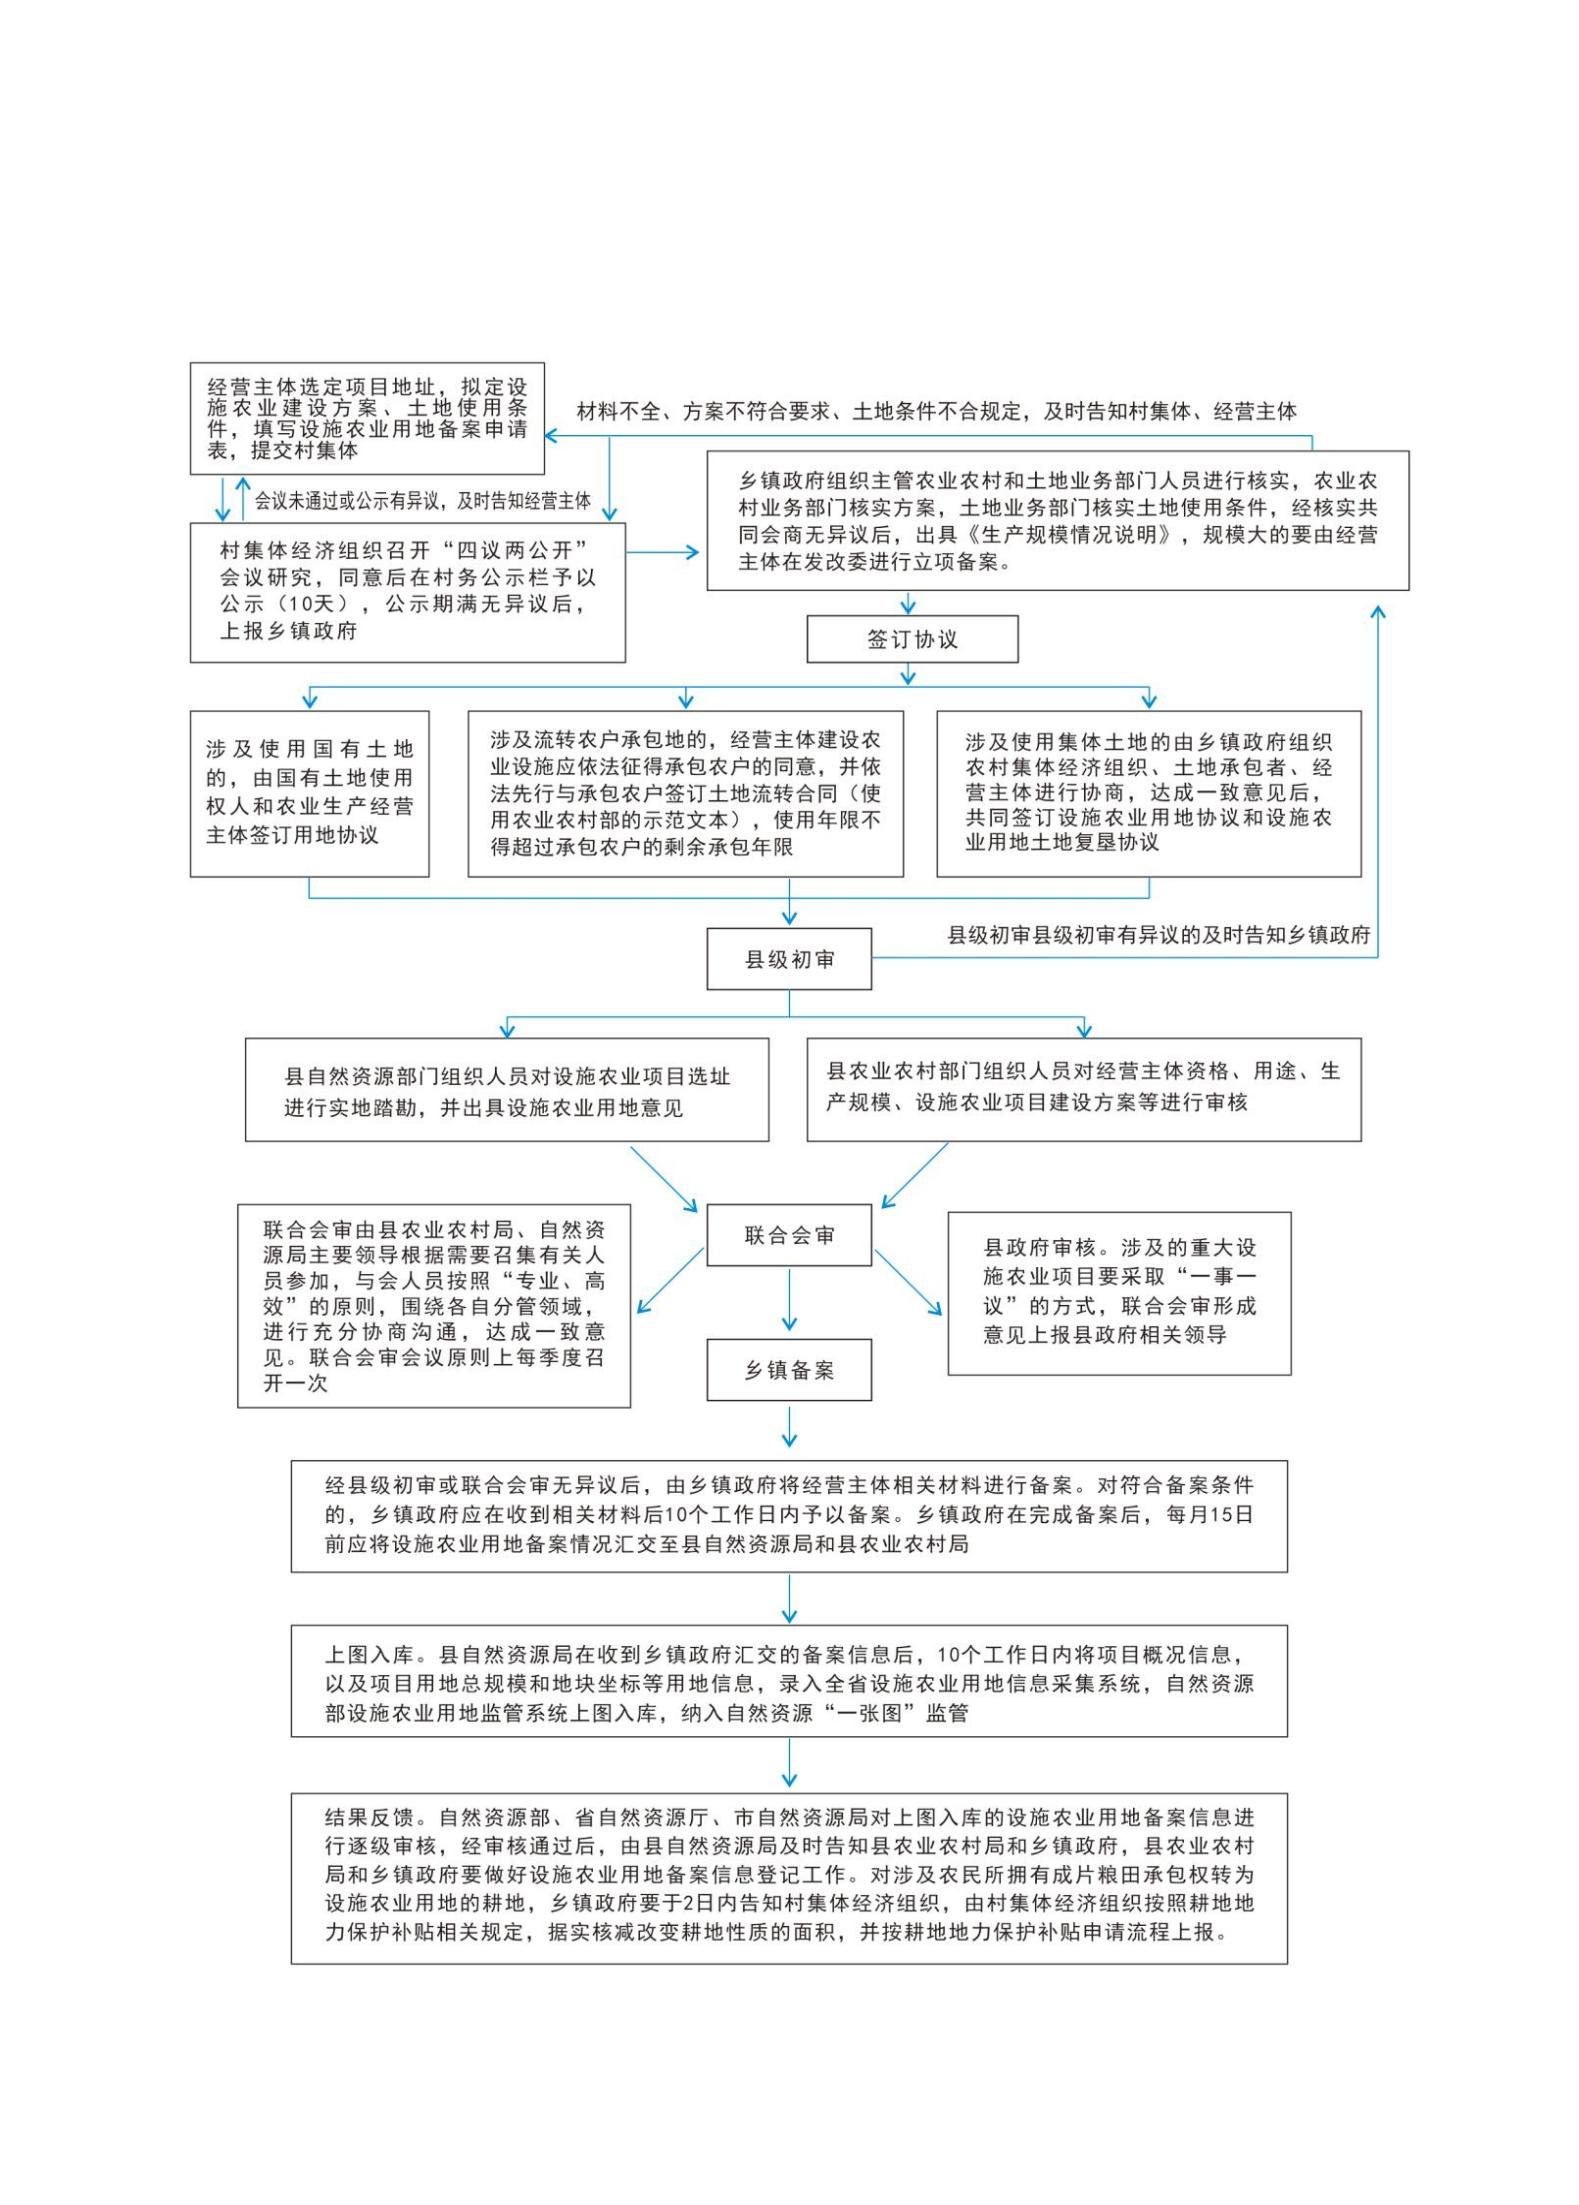 经营主体选定项目地址，拟定设
施农业建设方案、土地使用条
件，填写设施农业用地备案申请
表，提交村集体
材料不全、方案不符合要求、土地条件不合规定，及时告知村集体、经营主体
会议未通过或公示有异议，及时告知经营主体
村集体经济组织召开“四议两公开”
会议研究，同意后在村务公示栏予以
公示（10天），公示期满无异议后，
上报乡镇政府
乡镇政府组织主管农业农村和土地业务部门人员进行核实，农业农
村业务部门核实方案，土地业务部门核实土地使用条件，经核实共
同会商无异议后，出具《生产规模情况说明》，规模大的要由经营
主体在发改委进行立项备案。
签订协议
涉及使用国有土地
的，由国有土地使用
权人和农业生产经营
主体签订用地协议
涉及流转农户承包地的，经营主体建设农
业设施应依法征得承包农户的同意，并依
法先行与承包农户签订土地流转合同（使
用农业农村部的示范文本），使用年限不
得超过承包农户的剩余承包年限
涉及使用集体土地的由乡镇政府组织
农村集体经济组织、土地承包者、经
营主体进行协商，达成一致意见后，
共同签订设施农业用地协议和设施农
业用地土地复垦协议
县级初审
县级初审县级初审有异议的及时告知乡镇政府
县自然资源部门组织人员对设施农业项目选址
进行实地踏勘，并出具设施农业用地意见
县农业农村部门组织人员对经营主体资格、用途、生
产规模、设施农业项目建设方案等进行审核
联合会审由县农业农村局、自然资
源局主要领导根据需要召集有关人
员参加，与会人员按照“专业、高
效”的原则，围绕各自分管领域，
进行充分协商沟通，达成一致意
见。联合会审会议原则上每季度召
开一次
联合会审
县政府审核。涉及的重大设
施农业项目要采取“一事一
议”的方式，联合会审形成
意见上报县政府相关领导
乡镇备案
经县级初审或联合会审无异议后，由乡镇政府将经营主体相关材料进行备案。对符合备案条件
的，乡镇政府应在收到相关材料后10个工作日内予以备案。乡镇政府在完成备案后，每月15日
前应将设施农业用地备案情况汇交至县自然资源局和县农业农村局
上图入库。县自然资源局在收到乡镇政府汇交的备案信息后，10个工作日内将项目概况信息，
以及项目用地总规模和地块坐标等用地信息，录入全省设施农业用地信息采集系统，自然资源
部设施农业用地监管系统上图入库，纳入自然资源“一张图”监管
结果反馈。自然资源部、省自然资源厅、市自然资源局对上图入库的设施农业用地备案信息进
行逐级审核，经审核通过后，由县自然资源局及时告知县农业农村局和乡镇政府，县农业农村
局和乡镇政府要做好设施农业用地备案信息登记工作。对涉及农民所拥有成片粮田承包权转为
设施农业用地的耕地，乡镇政府要于2日内告知村集体经济组织，由村集体经济组织按照耕地地
力保护补贴相关规定，据实核减改变耕地性质的面积，并按耕地地力保护补贴申请流程上报。